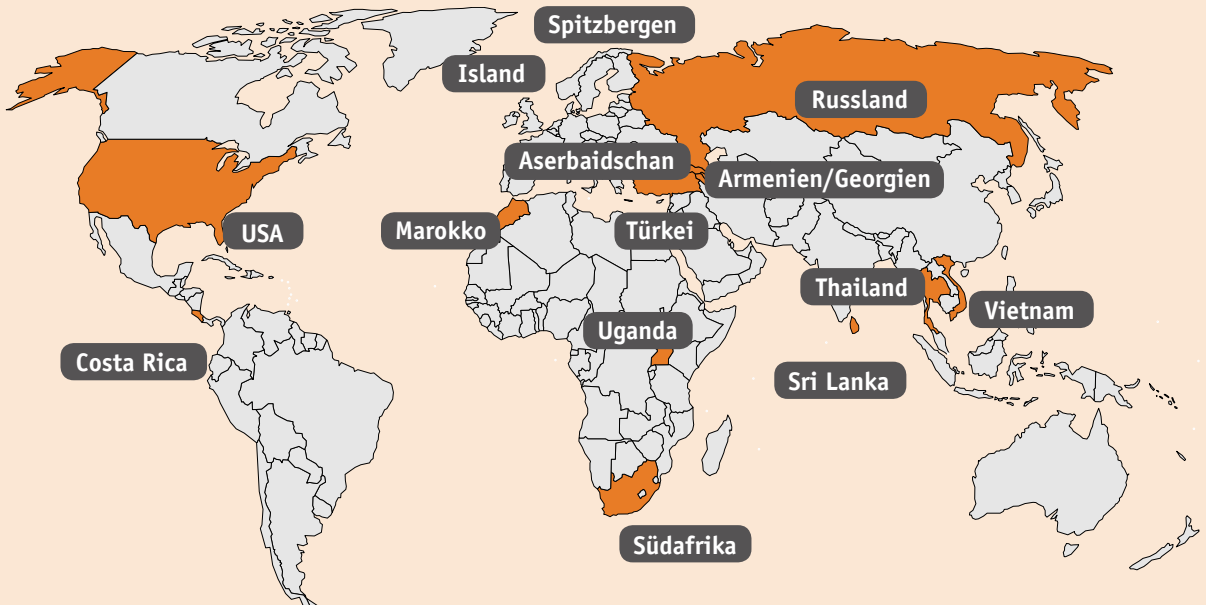 Spitzbergen
Island
Russland
Aserbaidschan
Armenien/Georgien
USA
Marokko
Türkei
Thailand
Vietnam
Uganda
Costa Rica
Sri Lanka
Südafrika